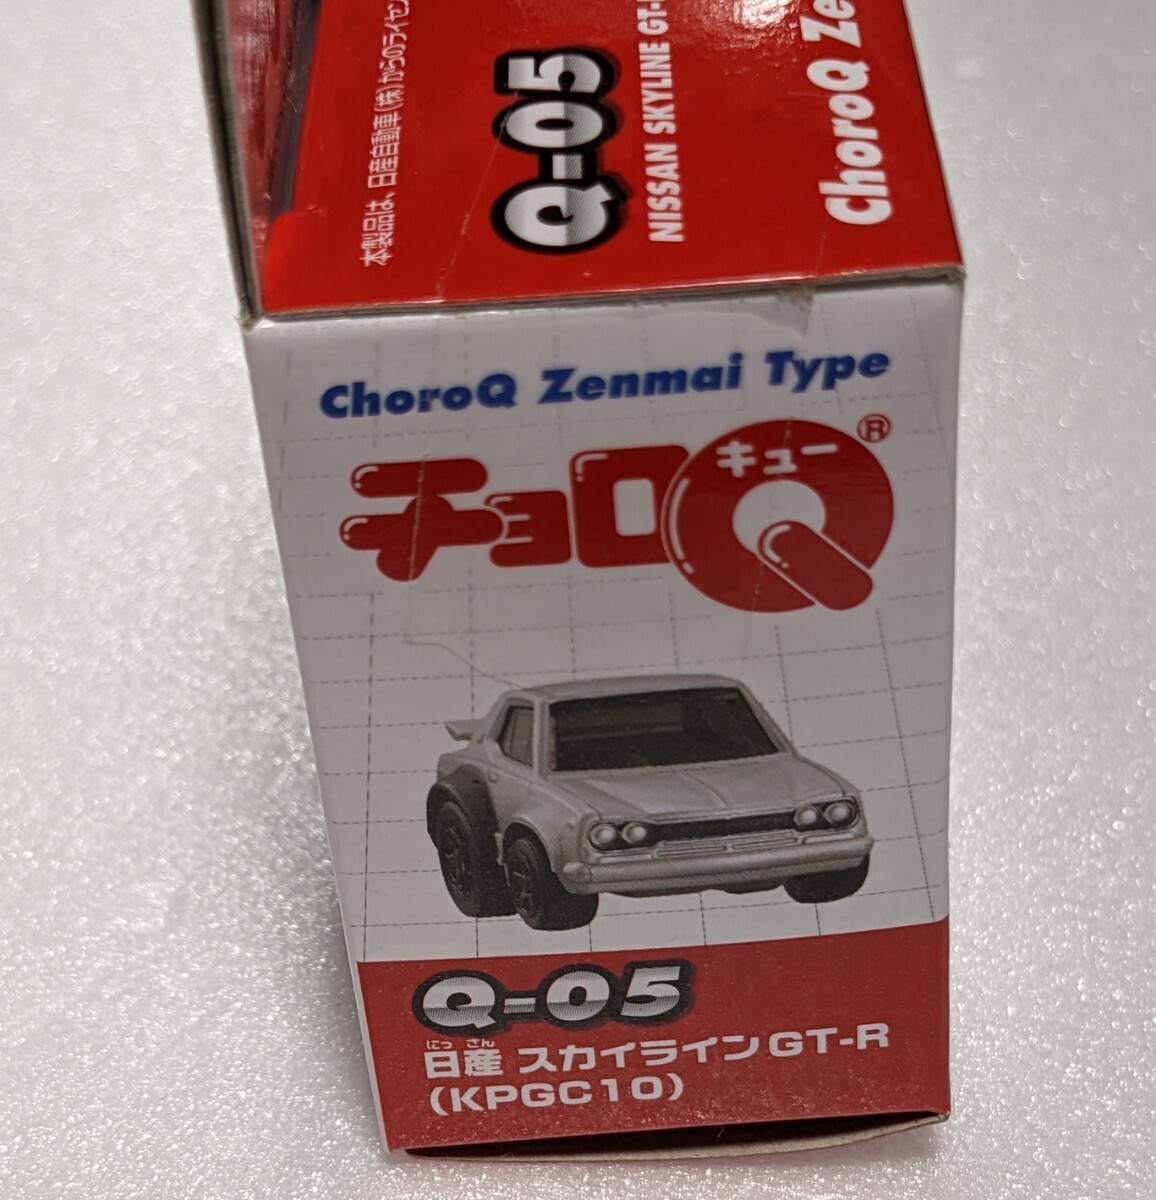 本製品は、日産自動車(株)からのライセン
Q-05
NISSAN SKYLINE GT-
ChoroQ Ze
ChoroQ Zenmai Type
チョロQ®
キュー
Q-05
にっさん
日産 スカイラインGT-R
(KPGC10)